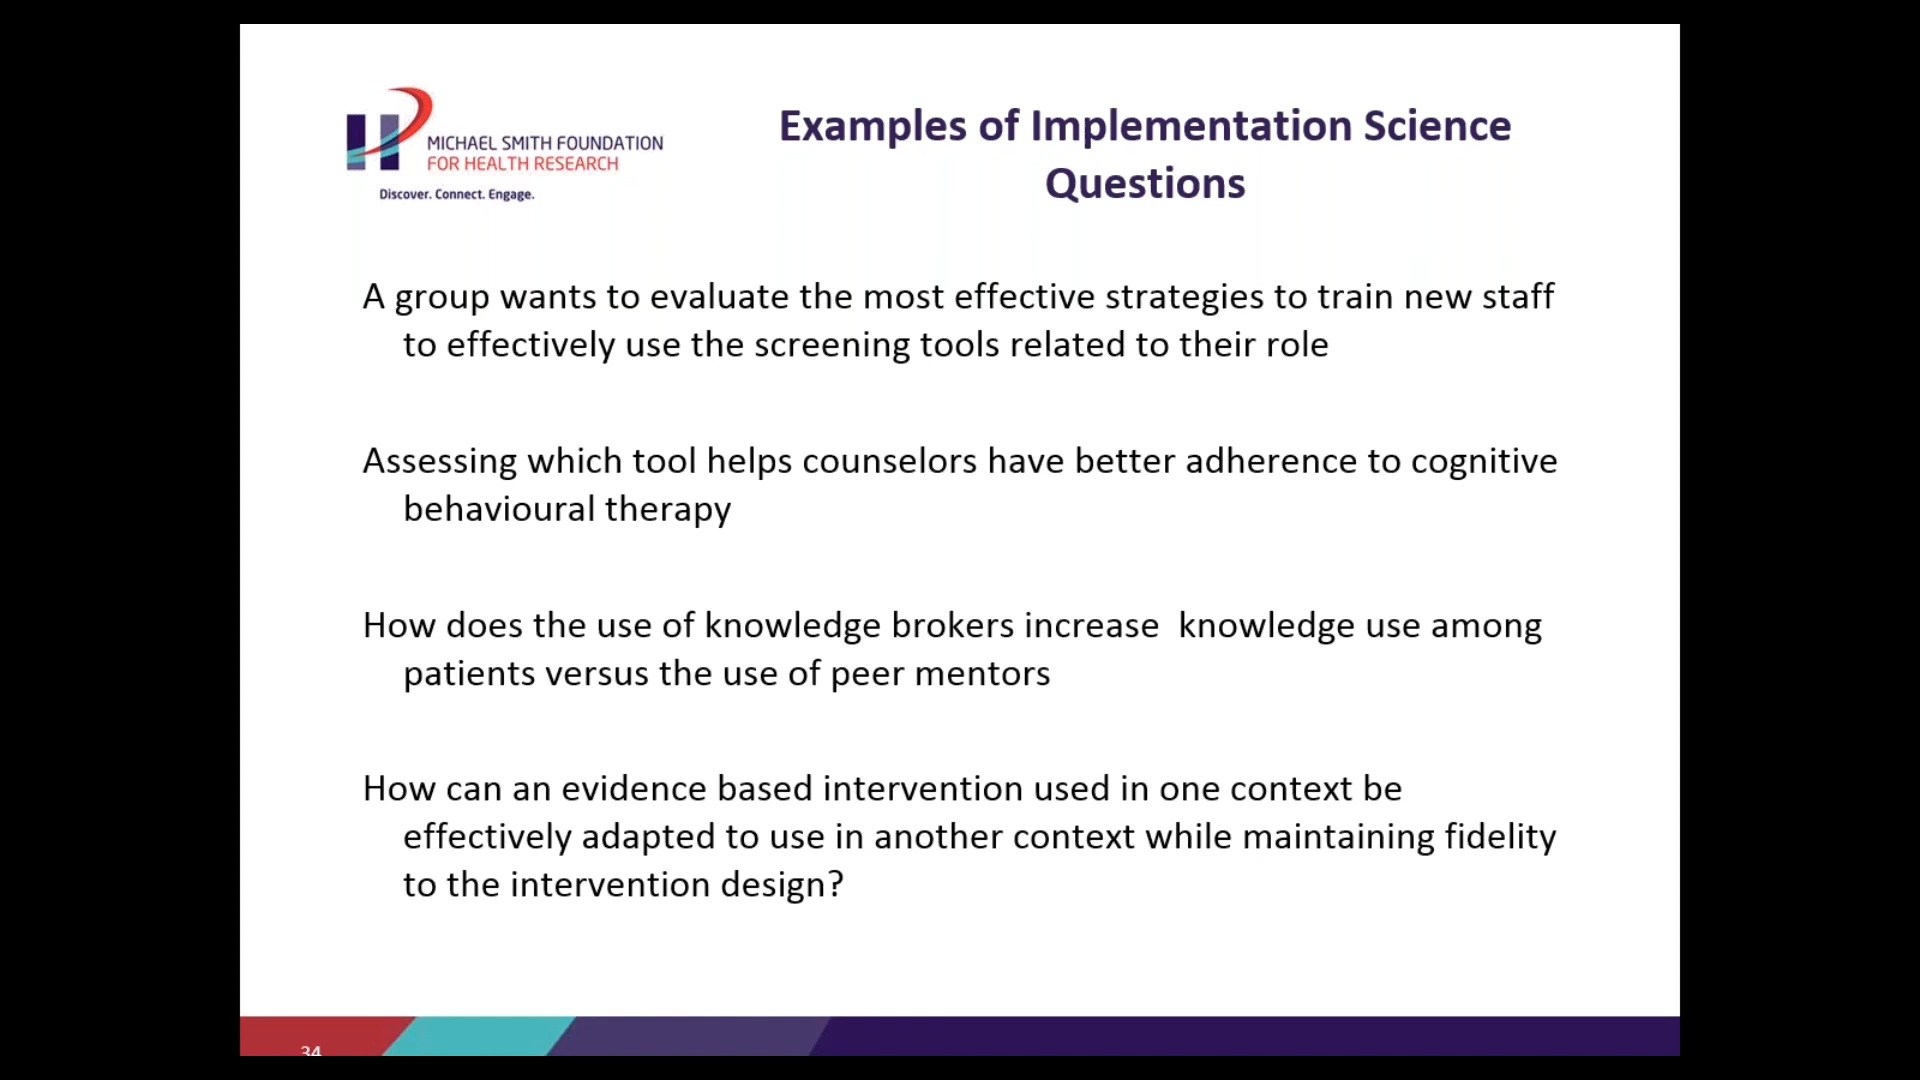 MICHAEL SMITH FOUNDATION
FOR HEALTH RESEARCH
Discover. Connect. Engage.
Examples of Implementation Science
Questions
A group wants to evaluate the most effective strategies to train new staff
to effectively use the screening tools related to their role
Assessing which tool helps counselors have better adherence to cognitive
behavioural therapy
How does the use of knowledge brokers increase  knowledge use among
patients versus the use of peer mentors
How can an evidence based intervention used in one context be
effectively adapted to use in another context while maintaining fidelity
to the intervention design?
34